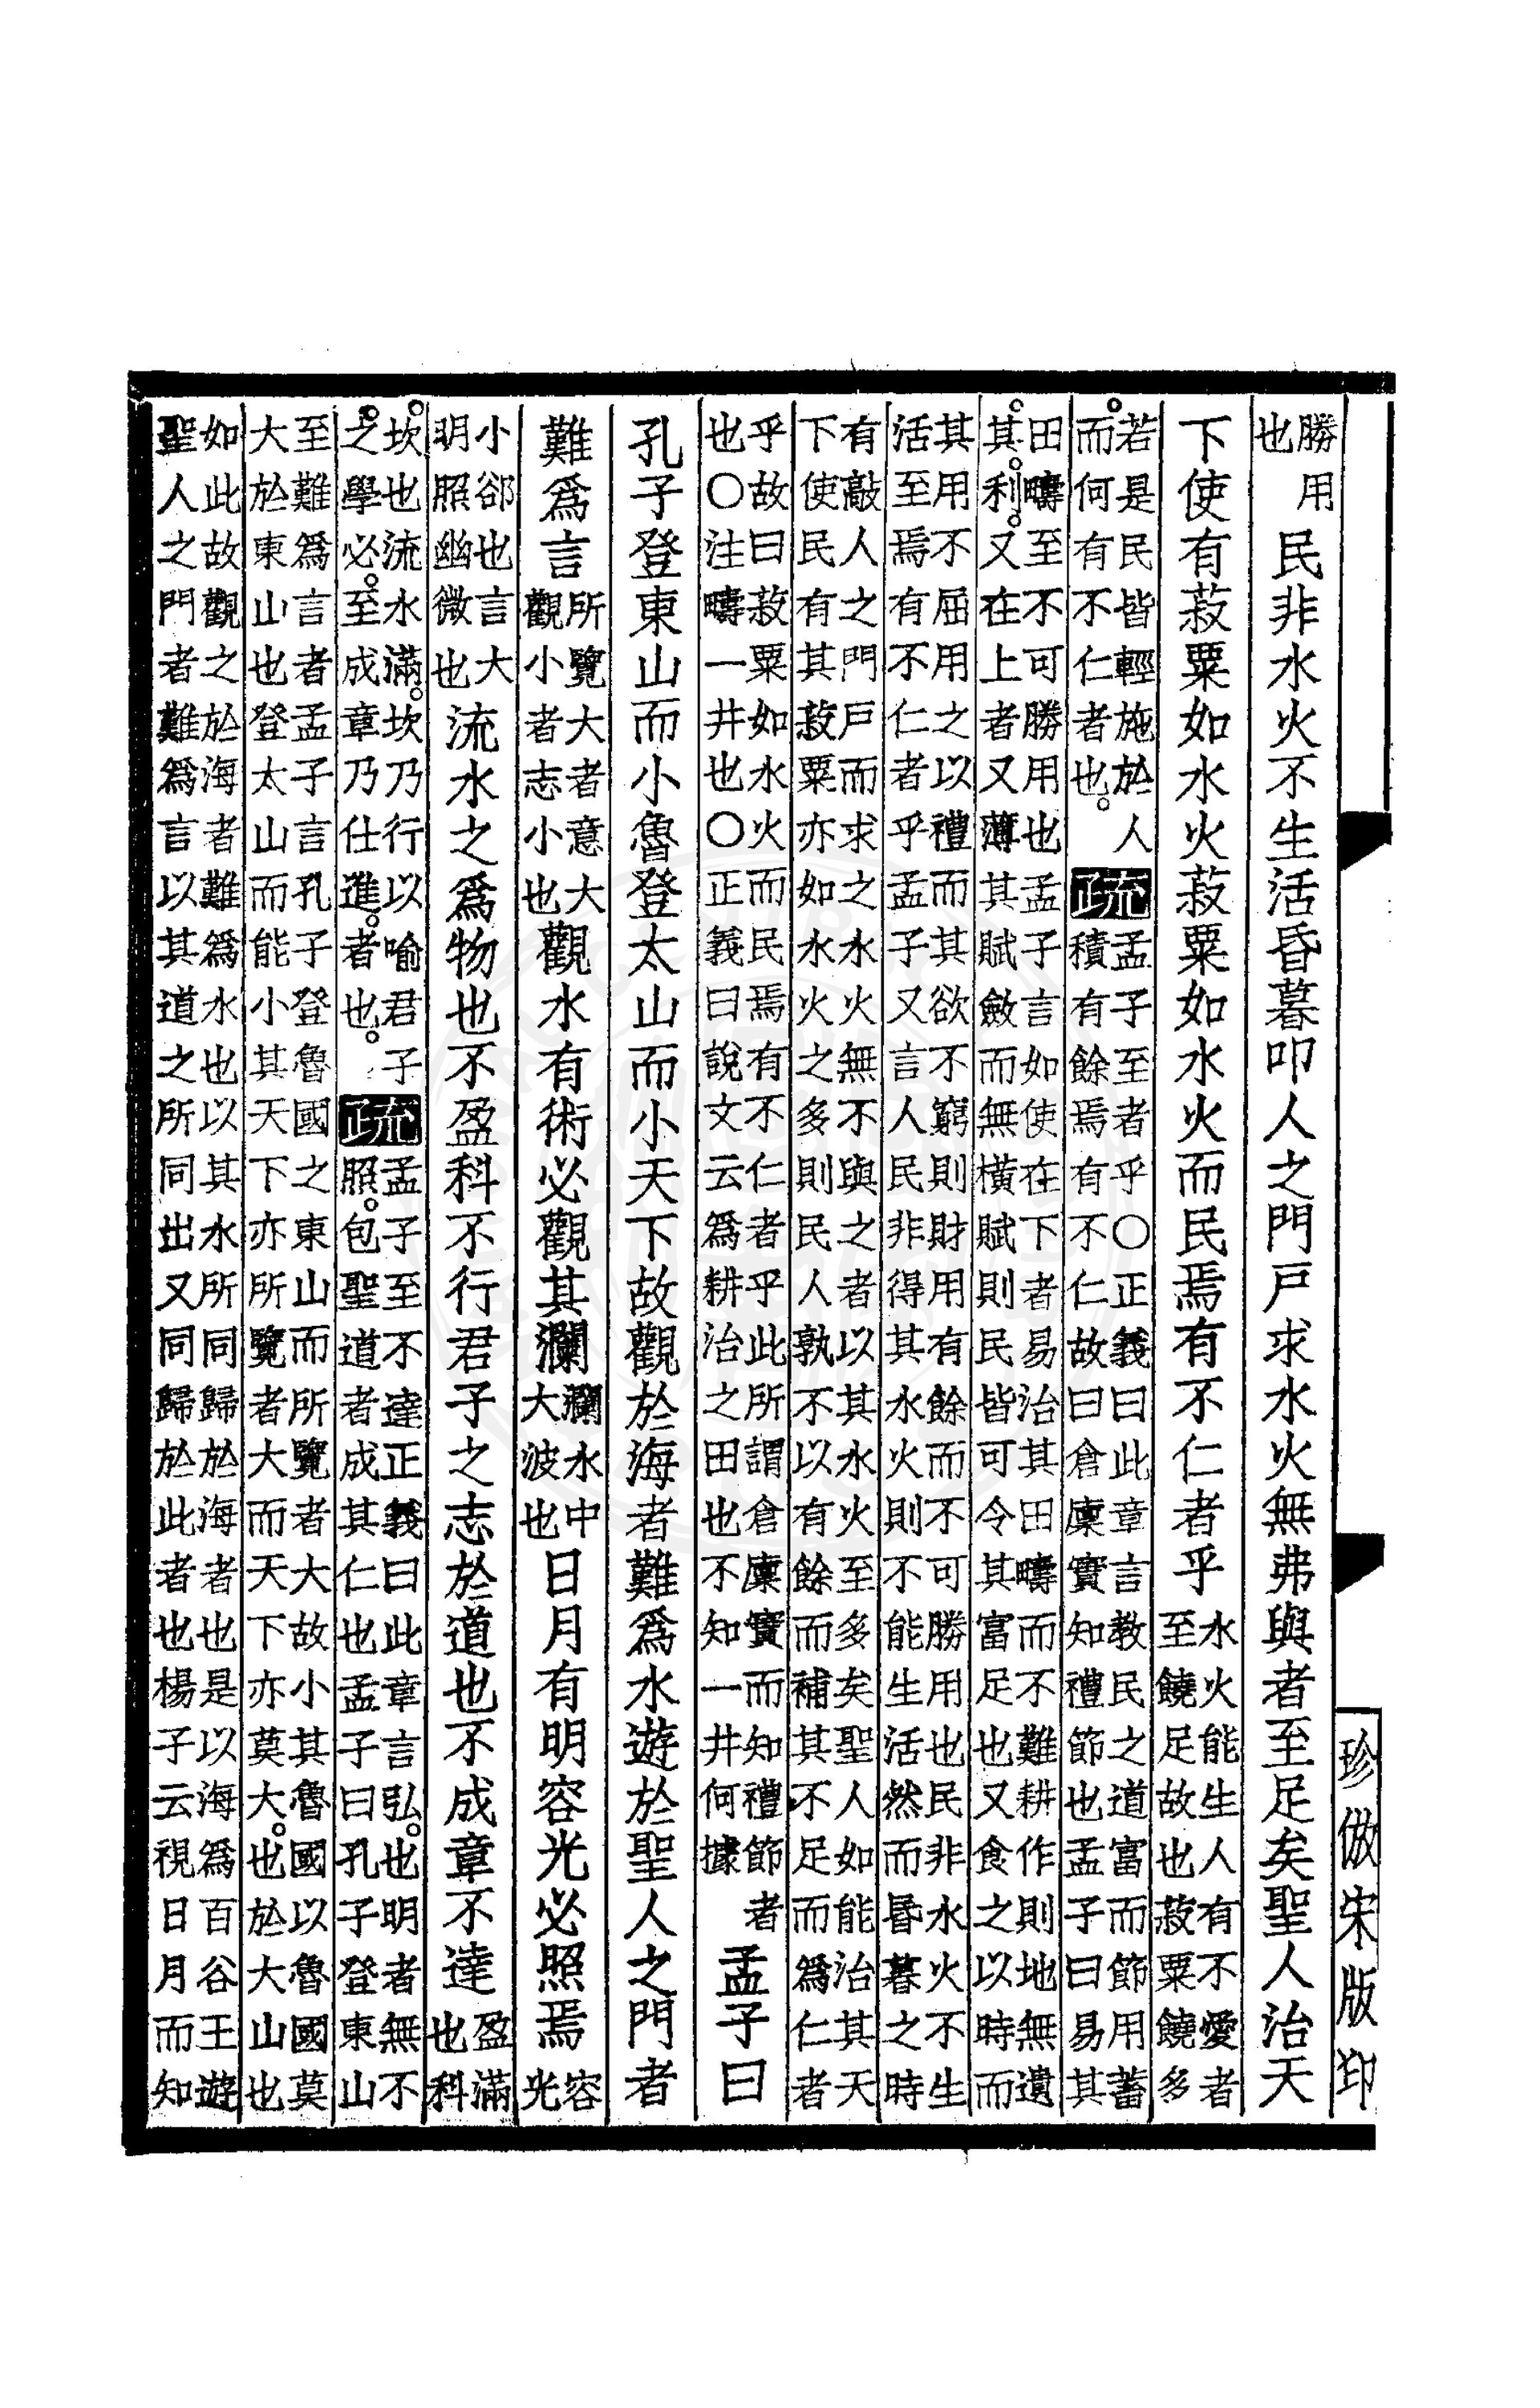 勝用
也
民非水火不生活昏暮叩人之門戶求水火無弗與者至足矣聖人治天
下使有菽粟如水火菽粟如水火而民焉有不仁者乎
水火能生人有不愛者
至饒足故也菽粟饒多
若是民皆輕施於人
而何有不仁者也
疏
孟子至者乎○正義曰此章言教民之道富而節用蓄
積有餘焉有不仁故曰倉廩實知禮節也孟子曰易其
田疇至不可勝用也孟子言如使在下者易治其田疇而不難耕作則地無遺
其利又在上者又薄其賦斂而無橫賦則民皆可令其富足也又食之以時而
其用不屈用之以禮而其欲不窮則財用有餘而不可勝用也民非水火不生
活至焉有不仁者乎孟子又言人民非得其水火則不能生活然而昬暮之時
有敲人之門戶而求之水火無不與之者以其水火至多矣聖人如能治其天
下使民有其菽粟亦如水火之多則民人孰不以有餘而補其不足而爲仁者
乎故曰菽粟如水火而民焉有不仁者乎此所謂倉廩實而知禮節者
也○注疇一井也○正義曰說文云爲耕治之田也不知一井何據
孟子曰
孔子登東山而小魯登太山而小天下故觀於海者難爲水遊於聖人之門者
難爲言
所覽大者意大
觀小者志小也
觀水有術必觀其瀾
瀾水中
大波也
日月有明容光必照焉
容
光
小郤也言大
明照幽微也
流水之爲物也不盈科不行君子之志於道也不成章不達
盈滿
也科
坎也流水滿坎乃行以喻君子
之學必至成章乃仕進者也
疏
孟子至不達正義曰此章言弘也明者無不
照包聖道者成其仁也孟子曰孔子登東山
至難爲言者孟子言孔子登魯國之東山而所覽者大故小其魯國以魯國莫
大於東山也登太山而能小其天下亦所覽者大而天下亦莫大也於大山也
如此故觀之於海者難爲水也以其水所同歸於海者也是以海爲百谷王遊
聖人之門者難爲言以其道之所同出又同歸於此者也楊子云視日月而知
珍倣宋版印